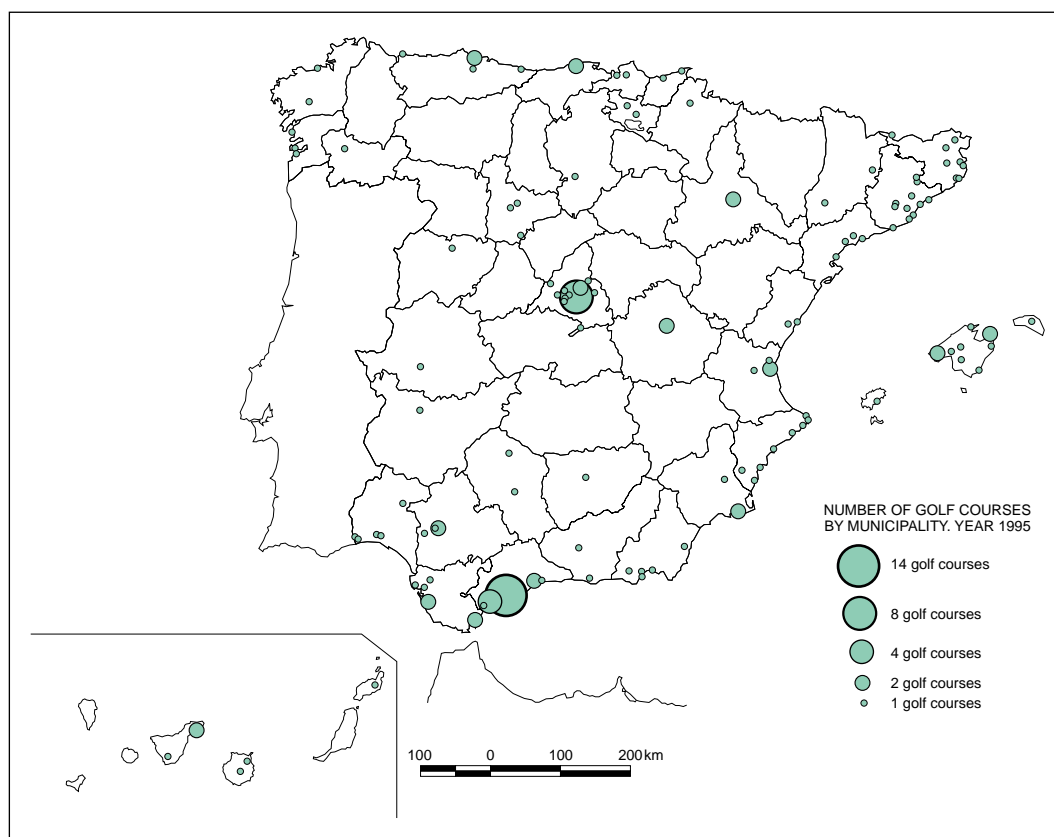 NUMBER OF GOLF COURSES
BY MUNICIPALITY. YEAR 1995
14 golf courses
8 golf courses
4 golf courses
2 golf courses
1 golf courses
100 0 100 200 km